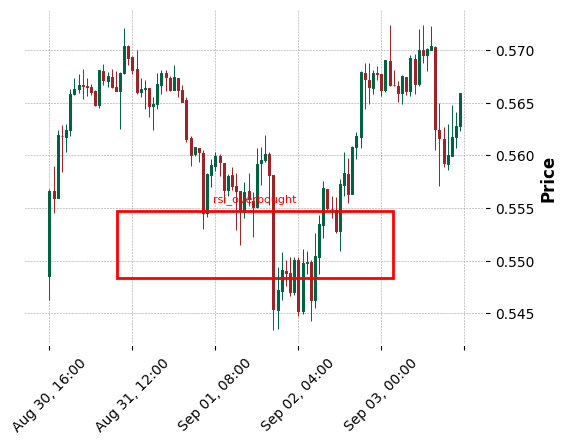 0.570
0.565
0.560
0.555
0.550
0.545
Price
rsi_overbought
Aug 30, 16:00
Aug 31, 12:00
Sep 01, 08:00
Sep 02, 04:00
Sep 03, 00:00